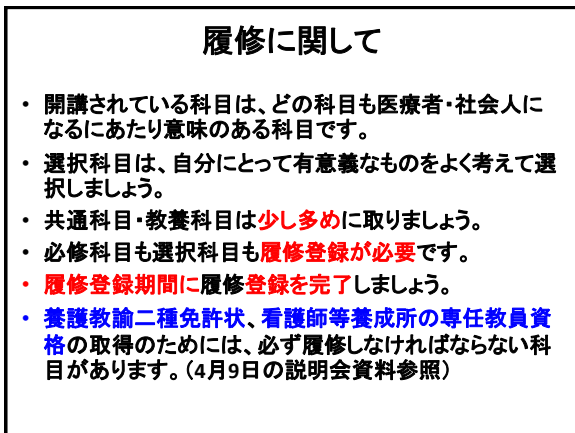 履修に関して
• 開講されている科目は、どの科目も医療者・社会人に
なるにあたり意味のある科目です。
• 選択科目は、自分にとって有意義なものをよく考えて選
択しましょう。
• 共通科目・教養科目は少し多めに取りましょう。
• 必修科目も選択科目も履修登録が必要です。
• 履修登録期間に履修登録を完了しましょう。
• 養護教諭二種免許状、看護師等養成所の専任教員資
格の取得のためには、必ず履修しなければならない科
目があります。（4月9日の説明会資料参照）